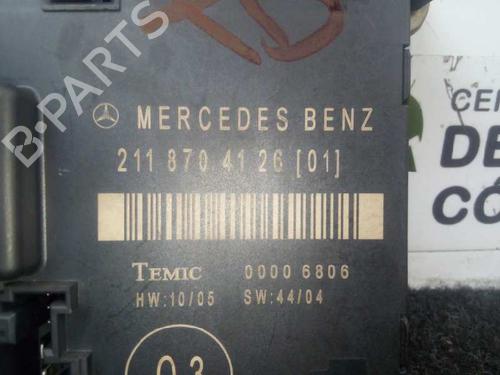 B-PARTS
MERCEDES BENZ
211 870 41 26 [01]
TEMIC 0000 6806
HW:10/05 SW:44/04
03
CE
DE
CÓ